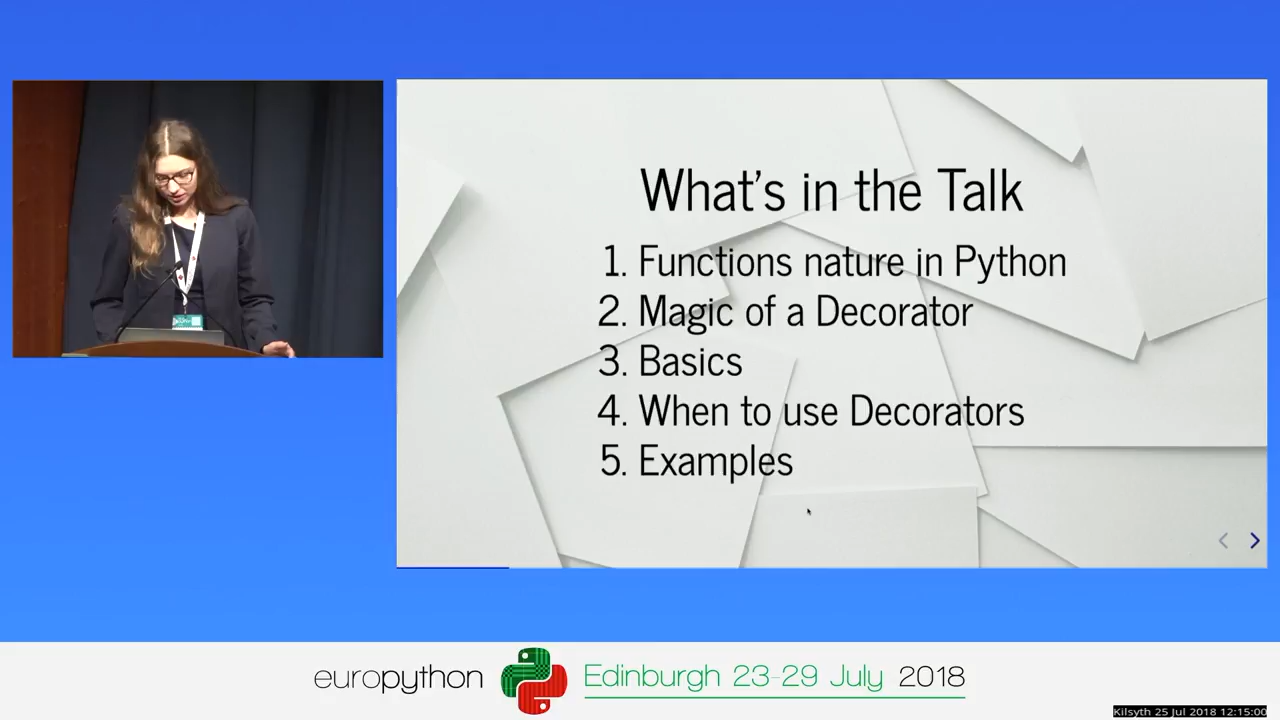 What's in the Talk
1. Functions nature in Python
2. Magic of a Decorator
3. Basics
4. When to use Decorators
5. Examples
europython
Edinburgh 23-29 July 2018
Kilsyth 25 Jul 2018 12:15:00